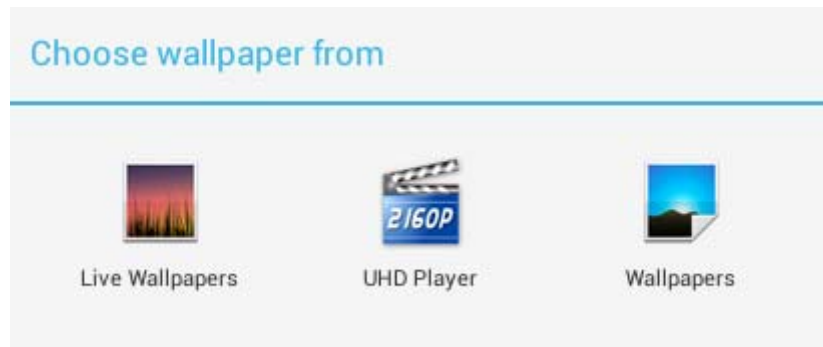 Choose wallpaper from
2160P
Live Wallpapers
UHD Player
Wallpapers